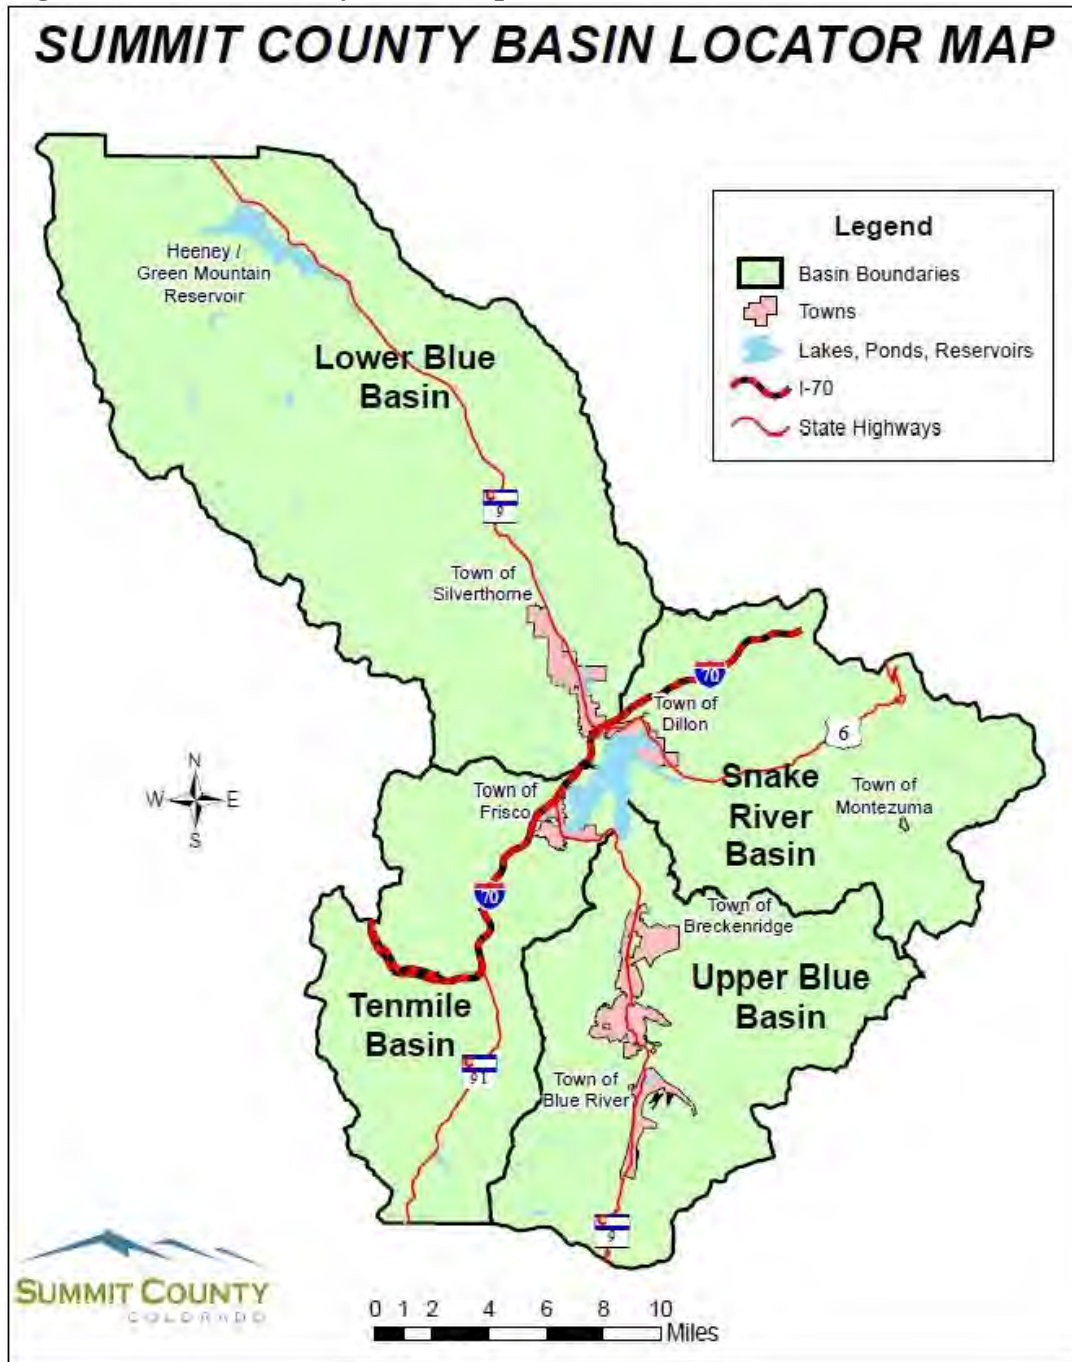 SUMMIT COUNTY BASIN LOCATOR MAP
Legend
Basin Boundaries
Towns
Lakes, Ponds, Reservoirs
I-70
State Highways
Heeney /
Green Mountain
Reservoir
Lower Blue
Basin
9
Town of
Silverthorne
70
Town of
Dillon
6
Snake
River
Basin
Town of
Montezuma
N
W
E
S
Town of
Frisco
70
Town of
Breckenridge
Upper Blue
Basin
Tenmile
Basin
91
Town of
Blue River
9
SUMMIT COUNTY
COLORADO
0 1 2 4 6 8 10
Miles